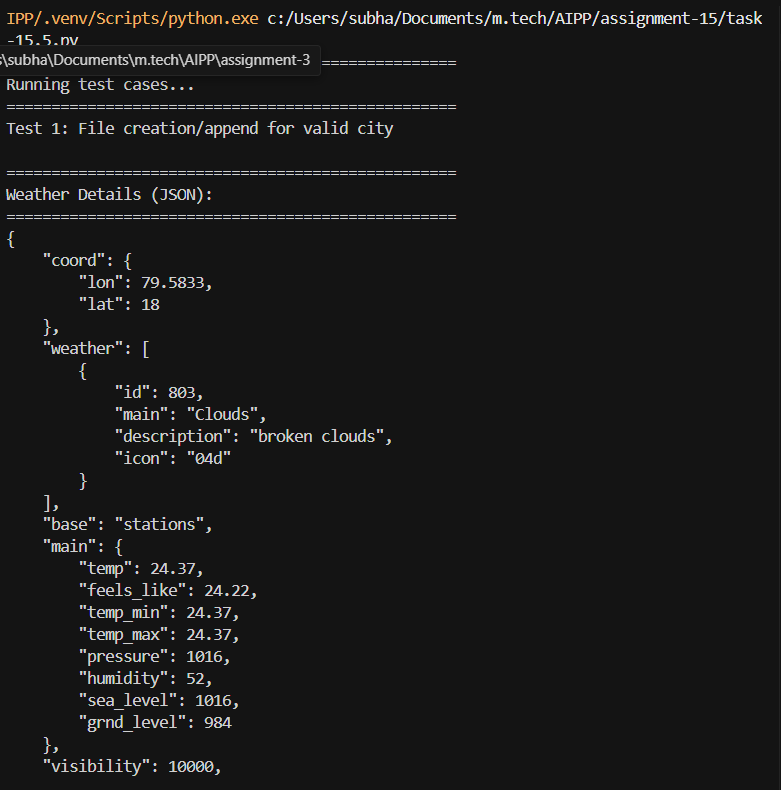 IPP/.venv/Scripts/python.exe c:/Users/subha/Documents/m.tech/AIPP/assignment-15/task
-15.5.py
s\subha\Documents\m.tech\AIPP\assignment-3 ===============
Running test cases...
==================================================
Test 1: File creation/append for valid city

==================================================
Weather Details (JSON):
==================================================
{
    "coord": {
        "lon": 79.5833,
        "lat": 18
    },
    "weather": [
        {
            "id": 803,
            "main": "Clouds",
            "description": "broken clouds",
            "icon": "04d"
        }
    ],
    "base": "stations",
    "main": {
        "temp": 24.37,
        "feels_like": 24.22,
        "temp_min": 24.37,
        "temp_max": 24.37,
        "pressure": 1016,
        "humidity": 52,
        "sea_level": 1016,
        "grnd_level": 984
    },
    "visibility": 10000,